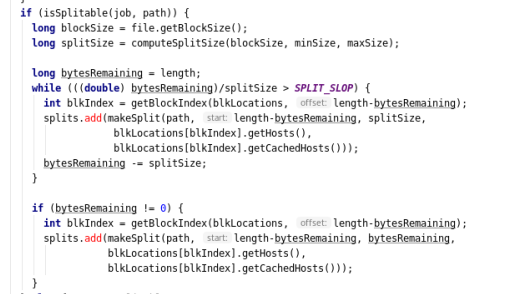 if (isSplitable(job, path)) {
long blockSize = file.getBlockSize();
long splitSize = computeSplitSize(blockSize, minSize, maxSize);
long bytesRemaining = length;
while (((double) bytesRemaining)/splitSize > SPLIT_SLOP) {
int blkIndex = getBlockIndex(blkLocations, offset: length-bytesRemaining);
splits.add(makeSplit(path, start: length-bytesRemaining, splitSize,
blkLocations[blkIndex].getHosts(),
blkLocations[blkIndex].getCachedHosts()));
bytesRemaining -= splitSize;
}
if (bytesRemaining != 0) {
int blkIndex = getBlockIndex(blkLocations, offset: length-bytesRemaining);
splits.add(makeSplit(path, start: length-bytesRemaining, bytesRemaining,
blkLocations[blkIndex].getHosts(),
blkLocations[blkIndex].getCachedHosts()));
}